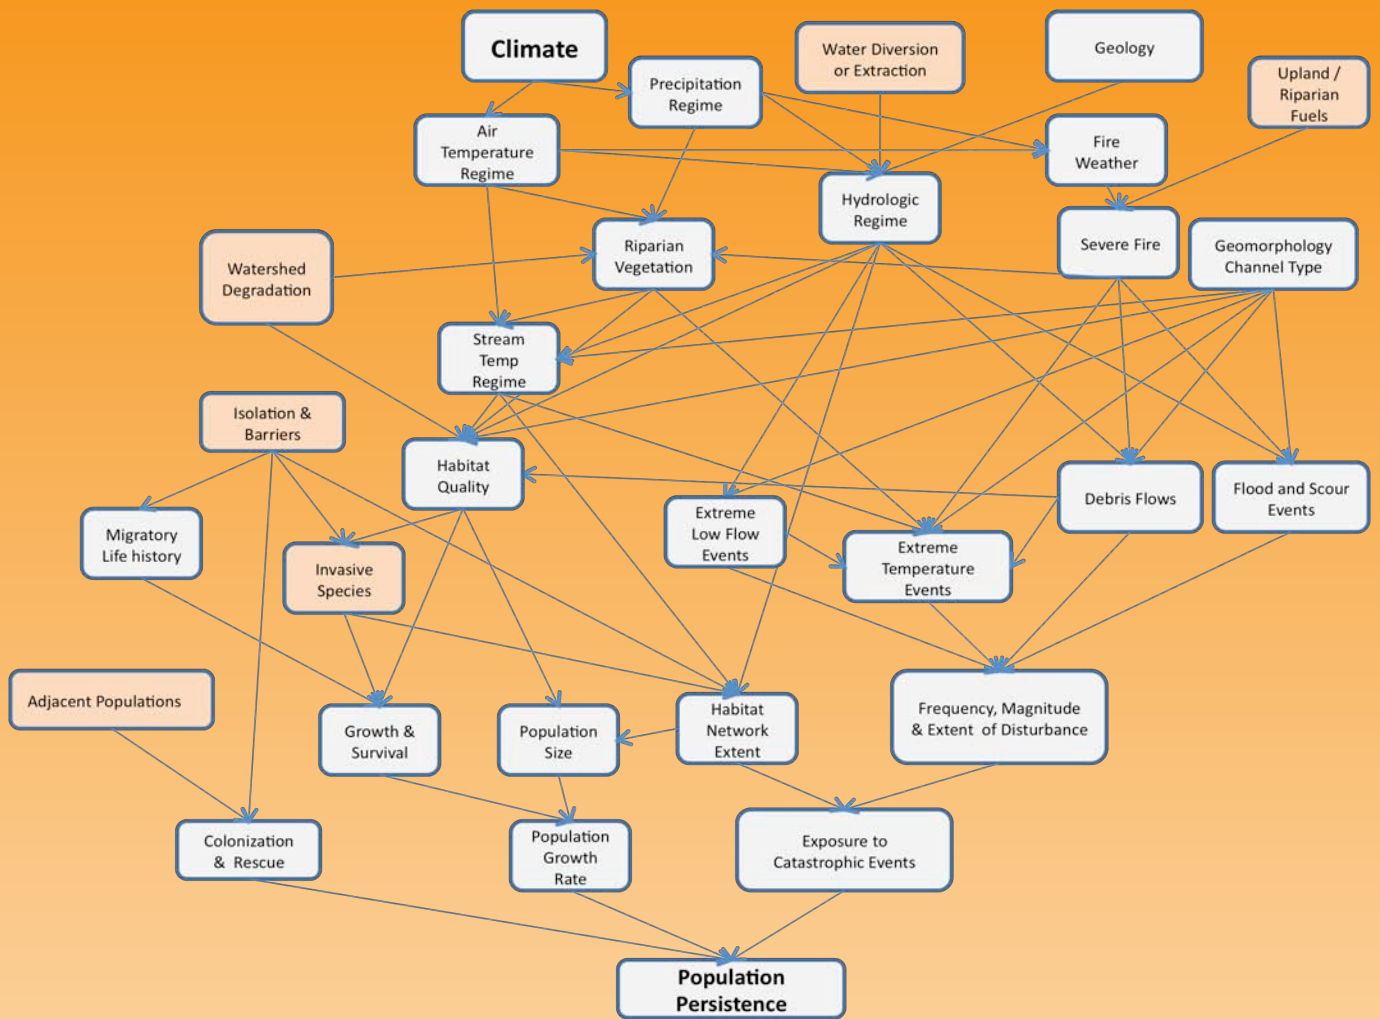 Climate
Water Diversion
or Extraction
Geology
Precipitation
Regime
Upland /
Riparian
Fuels
Air
Temperature
Regime
Fire
Weather
Hydrologic
Regime
Riparian
Vegetation
Severe Fire
Geomorphology
Channel Type
Watershed
Degradation
Stream
Temp
Regime
Isolation &
Barriers
Habitat
Quality
Debris Flows
Flood and Scour
Events
Migratory
Life history
Extreme
Low Flow
Events
Extreme
Temperature
Events
Invasive
Species
Adjacent Populations
Growth &
Survival
Population
Size
Habitat
Network
Extent
Frequency, Magnitude
& Extent of Disturbance
Colonization
& Rescue
Population
Growth
Rate
Exposure to
Catastrophic Events
Population
Persistence